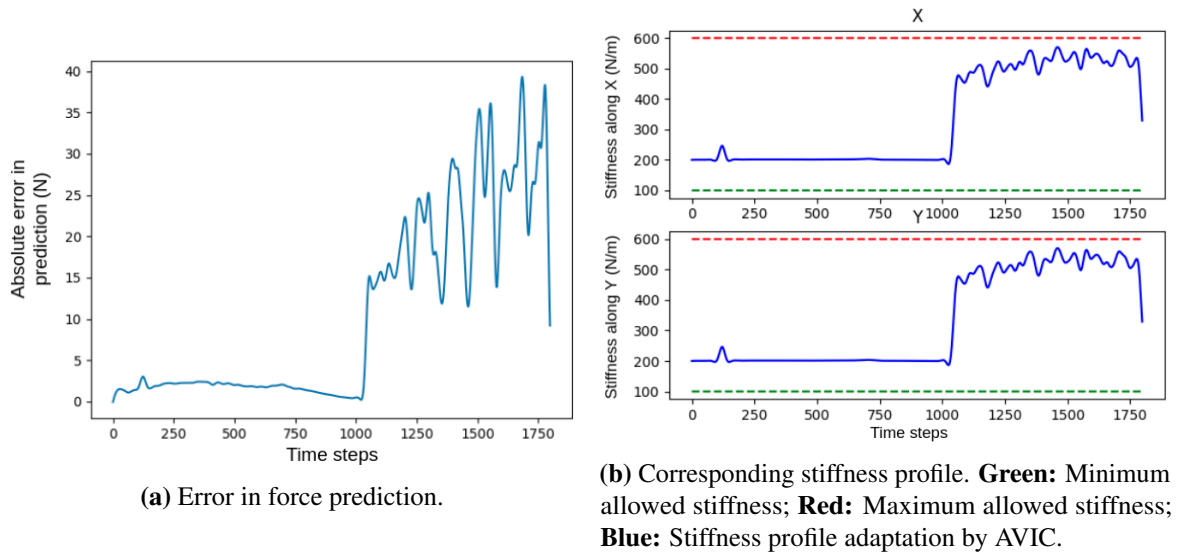 Absolute error in
prediction (N)
40
35
30
25
20
15
10
5
0
0 250 500 750 1000 1250 1500 1750
Time steps
(a) Error in force prediction.
X
Stiffness along X (N/m)
600
500
400
300
200
100
0 250 500 750 1000 1250 1500 1750
Y
Stiffness along Y (N/m)
600
500
400
300
200
100
0 250 500 750 1000 1250 1500 1750
Time steps
(b) Corresponding stiffness profile. Green: Minimum
allowed stiffness; Red: Maximum allowed stiffness;
Blue: Stiffness profile adaptation by AVIC.